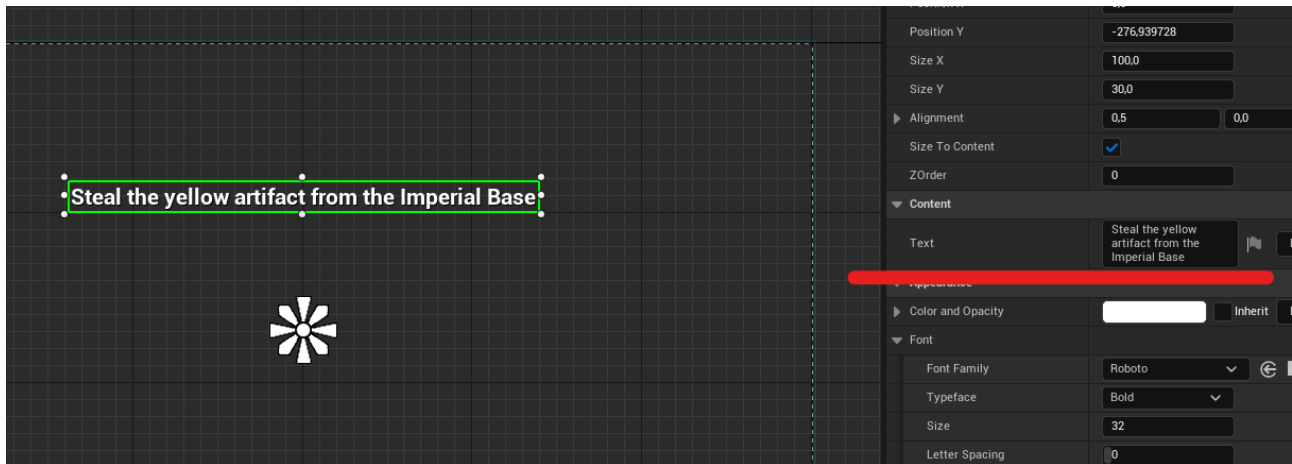 Position Y -276,939728
Size X 100,0
Size Y 30,0
Alignment 0,5 0,0
Size To Content
ZOrder 0
Steal the yellow artifact from the Imperial Base
Content
Text
Steal the yellow
artifact from the
Imperial Base
Appearance
Color and Opacity Inherit
Font
Font Family Roboto
Typeface Bold
Size 32
Letter Spacing 0